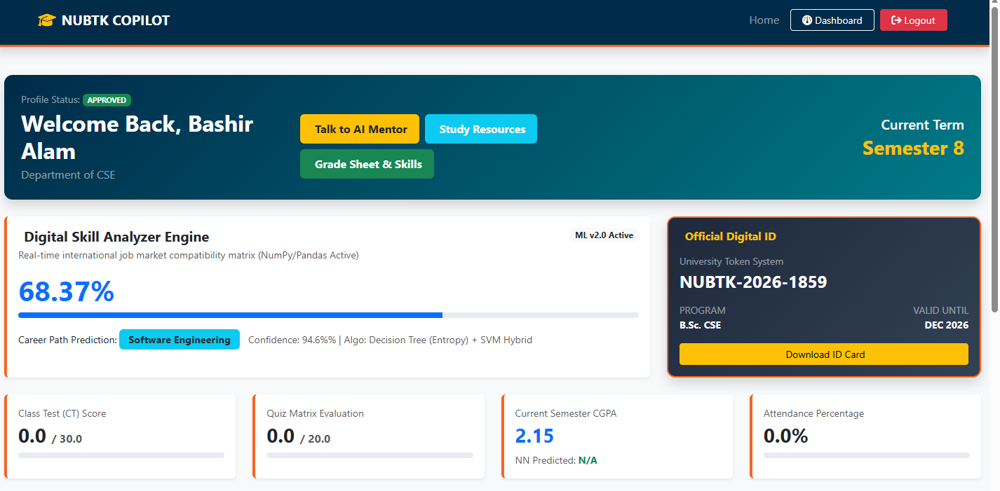 NUBTK COPILOT
Home
Dashboard
Logout
Profile Status: APPROVED
Welcome Back, Bashir
Alam
Department of CSE
Talk to AI Mentor
Study Resources
Grade Sheet & Skills
Current Term
Semester 8
Digital Skill Analyzer Engine
ML v2.0 Active
Real-time international job market compatibility matrix (NumPy/Pandas Active)
68.37%
Career Path Prediction: Software Engineering Confidence: 94.6%% | Algo: Decision Tree (Entropy) + SVM Hybrid
Official Digital ID
University Token System
NUBTK-2026-1859
PROGRAM
B.Sc. CSE
VALID UNTIL
DEC 2026
Download ID Card
Class Test (CT) Score
0.0 / 30.0
Quiz Matrix Evaluation
0.0 / 20.0
Current Semester CGPA
2.15
NN Predicted: N/A
Attendance Percentage
0.0%